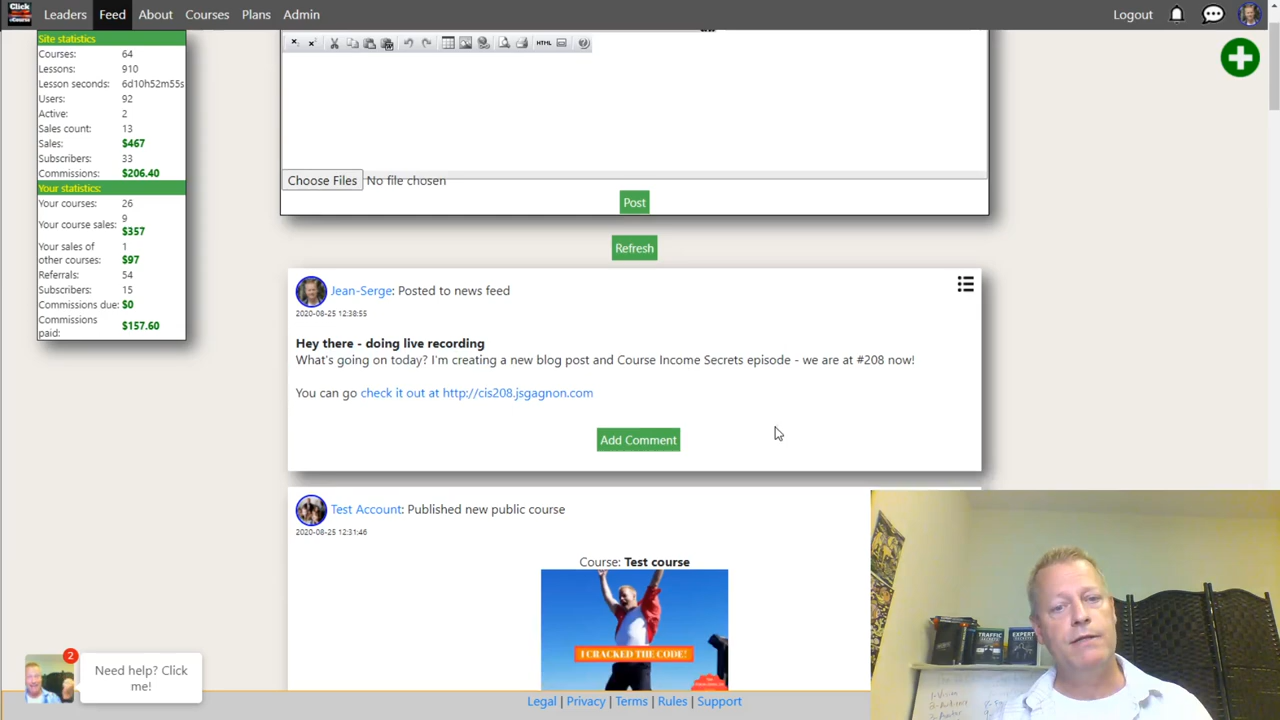 Click
Course
Leaders Feed About Courses Plans Admin
Logout
Site statistics
Courses: 64
Lessons: 910
Lesson seconds: 6d10h52m55s
Users: 92
Active: 2
Sales count: 13
Sales: $467
Subscribers: 33
Commissions: $206.40
Your statistics:
Your courses: 26
Your course sales: 9
$357
Your sales of other courses: 1
$97
Referrals: 54
Subscribers: 15
Commissions due: $0
Commissions paid: $157.60
HTML
Choose Files No file chosen
Post
Refresh
Jean-Serge: Posted to news feed
2020-08-25 12:38:55
Hey there - doing live recording
What's going on today? I'm creating a new blog post and Course Income Secrets episode - we are at #208 now!
You can go check it out at http://cis208.jsgagnon.com
Add Comment
Test Account: Published new public course
2020-08-25 12:31:46
Course: Test course
I CRACKED THE CODE!
TRAFFIC
SECRETS
EXPERT
SECRETS
2
Need help? Click
me!
Legal | Privacy | Terms | Rules | Support